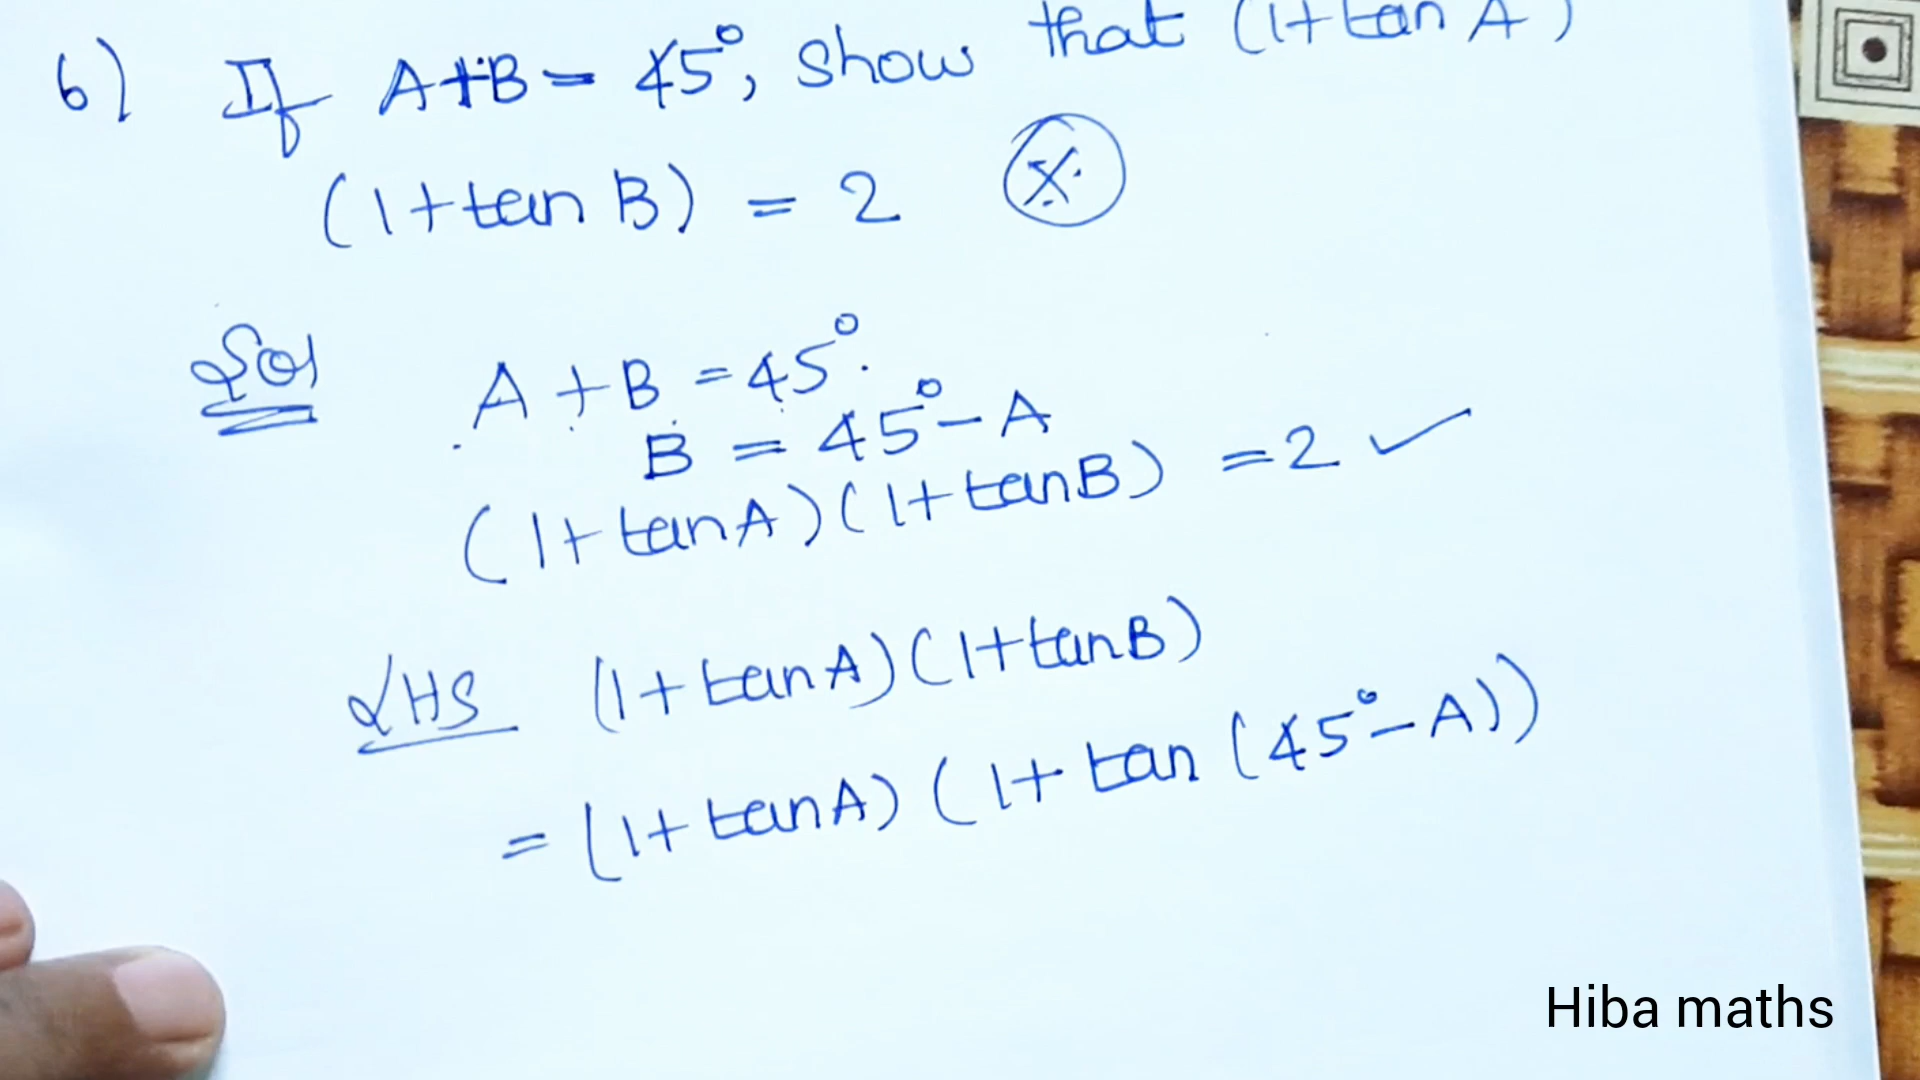 6) If A+B = 45°, show that (1+tan A)
(1+tan B) = 2
Sol
A + B = 45°.
B = 45° - A
(1+tanA)(1+tanB) = 2 ✓
LHS (1+tanA)(1+tanB)
= (1+tanA) (1+ tan (45°-A))
Hiba maths